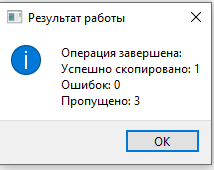 Результат работы
Операция завершена:
Успешно скопировано: 1
Ошибок: 0
Пропущено: 3
OK